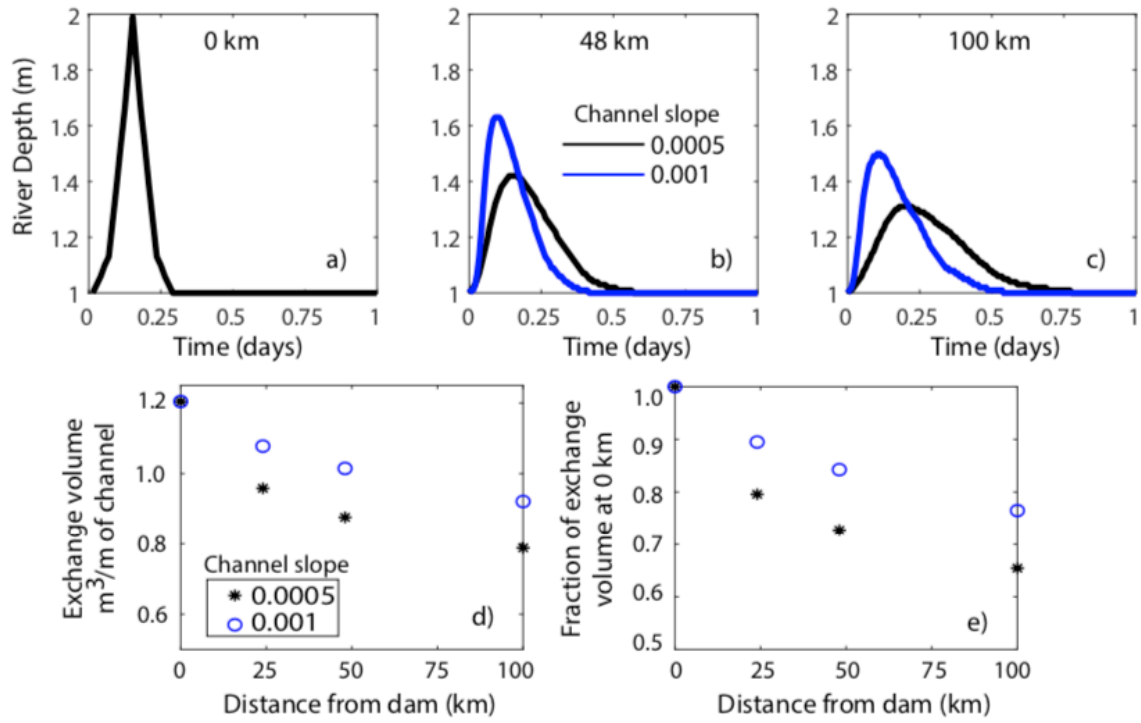 0 km
48 km
100 km
River Depth (m)
2
1.8
1.6
1.4
1.2
1
0
0.25
0.5
0.75
1
Time (days)
a)
2
1.8
1.6
1.4
1.2
1
Channel slope
0.0005
0.001
0
0.25
0.5
0.75
1
Time (days)
b)
2
1.8
1.6
1.4
1.2
1
0
0.25
0.5
0.75
1
Time (days)
c)
Exchange volume
m³/m of channel
1.2
1.0
0.8
0.6
Channel slope
0.0005
0.001
d)
0
25
50
75
100
Distance from dam (km)
Fraction of exchange
volume at 0 km
1.0
0.9
0.8
0.7
0.6
0.5
e)
0
25
50
75
100
Distance from dam (km)